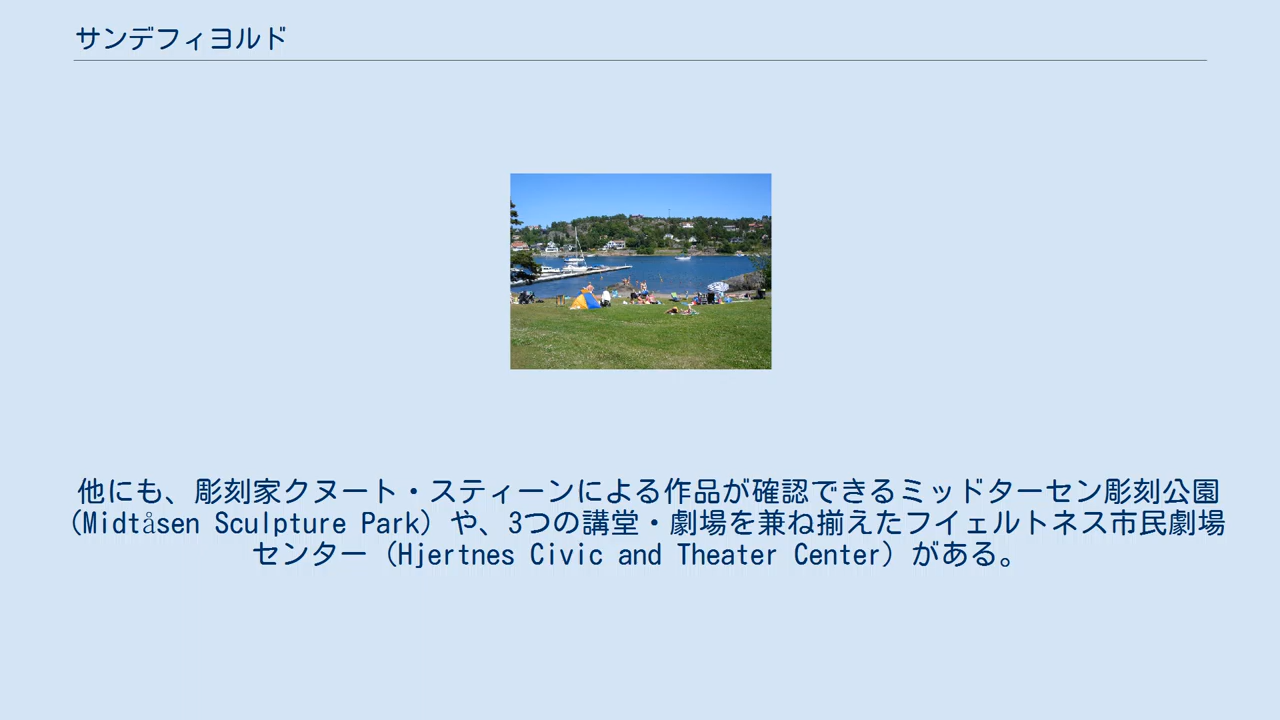 サンデフィヨルド
他にも、彫刻家クヌート・スティーンによる作品が確認できるミッドターセン彫刻公園
(Midtåsen Sculpture Park) や、3つの講堂・劇場を兼ね揃えたフイェルトネス市民劇場
センター (Hjertnes Civic and Theater Center) がある。